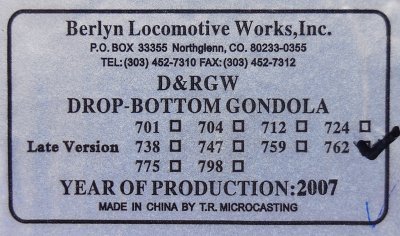 Berlyn Locomotive Works,Inc.
P.O. BOX 33355 Northglenn, CO. 80233-0355
TEL:(303) 452-7310 FAX:(303) 452-7312
D&RGW
DROP-BOTTOM GONDOLA
701 □ 704 □ 712 □ 724 □
Late Version 738 □ 747 □ 759 □ 762 □
775 □ 798 □
YEAR OF PRODUCTION:2007
MADE IN CHINA BY T.R. MICROCASTING